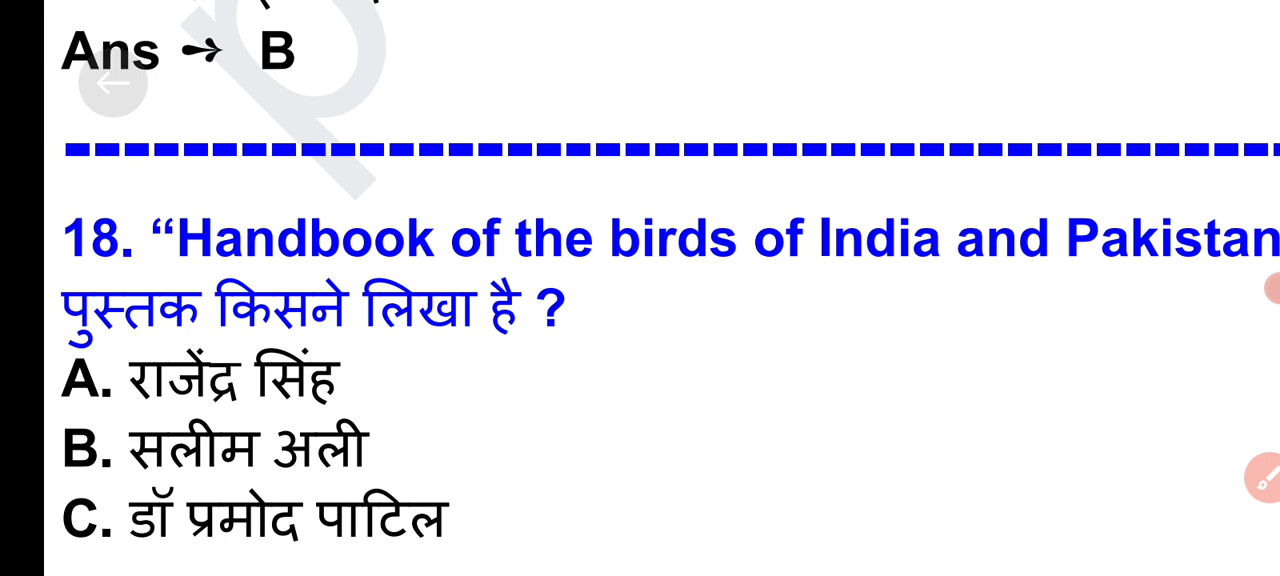 Ans ➺ B
18. “Handbook of the birds of India and Pakistan
पुस्तक किसने लिखा है ?
A. राजेंद्र सिंह
B. सलीम अली
C. डॉ प्रमोद पाटिल